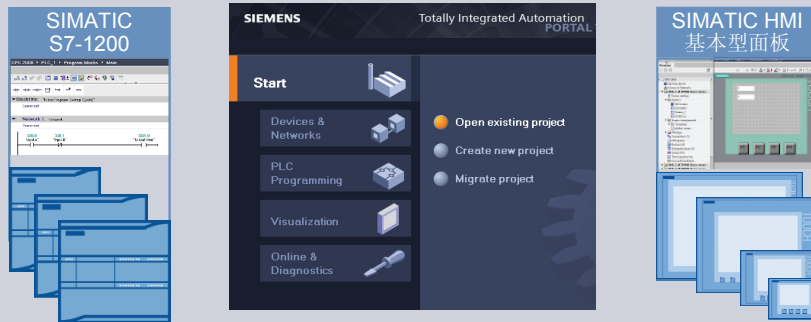 SIMATIC
S7-1200
SIEMENS
Totally Integrated Automation
PORTAL
Start
Devices &
Networks
PLC
Programming
Visualization
Online &
Diagnostics
Open existing project
Create new project
Migrate project
SIMATIC HMI
基本型面板